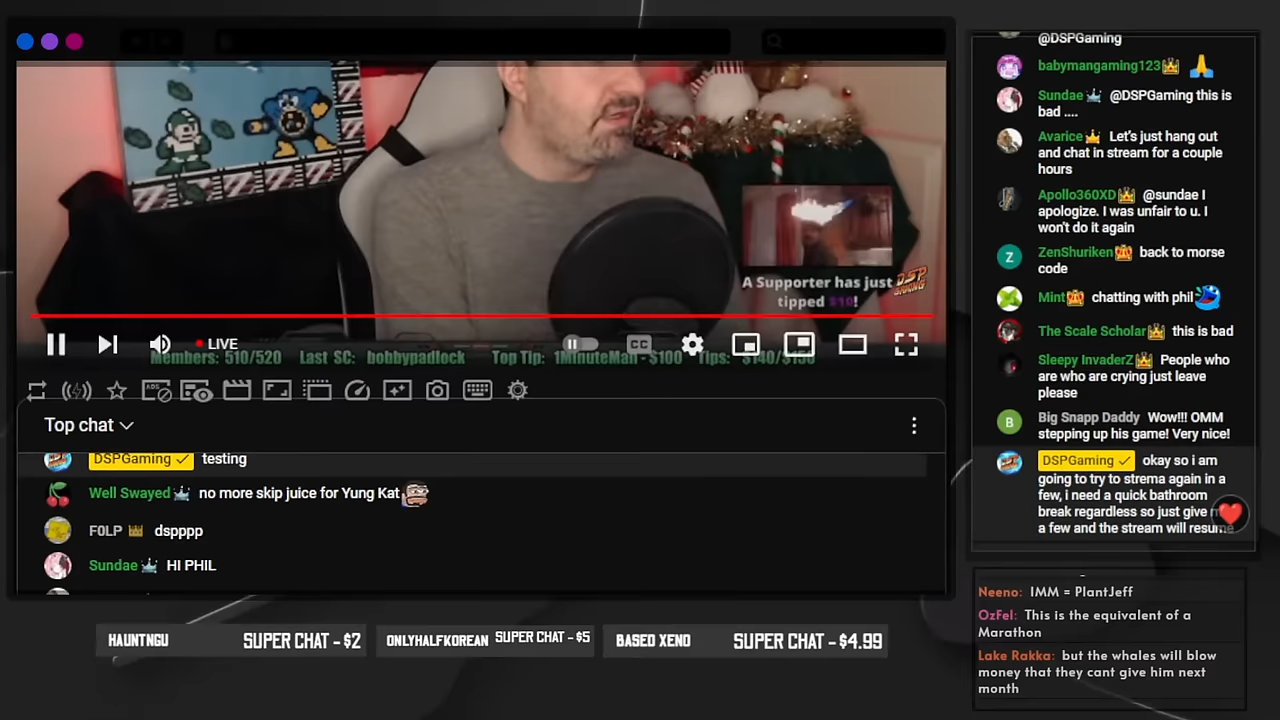 A Supporter has just
tipped $10!
DSP
GAMING
LIVE
CC
Members: 510/520 Last SC: bobbypadlock Top Tip: 1MinuteMan - $100 Tips: $140/$150
Top chat
DSPGaming testing
Well Swayed no more skip juice for Yung Kat
F0LP dspppp
Sundae HI PHIL
HAUNTNGU SUPER CHAT - $2
ONLYHALFKOREAN SUPER CHAT - $5
BASED XEND SUPER CHAT - $4.99
@DSPGaming
babymangaming123
Sundae @DSPGaming this is
bad ....
Avarice Let's just hang out
and chat in stream for a couple
hours
Apollo360XD @sundae I
apologize. I was unfair to u. I
won't do it again
Z
ZenShuriken back to morse
code
Mint chatting with phil
The Scale Scholar this is bad
Sleepy InvaderZ People who
are who are crying just leave
please
B
Big Snapp Daddy Wow!!! OMM
stepping up his game! Very nice!
DSPGaming okay so i am
going to try to strema again in a
few, i need a quick bathroom
break regardless so just give
a few and the stream will resume
Neeno: IMM = PlantJeff
OzFel: This is the equivalent of a
Marathon
Lake Rakka: but the whales will blow
money that they cant give him next
month